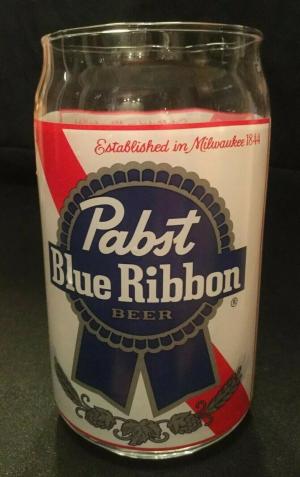 Established in Milwaukee 1844
Pabst
Blue Ribbon
®
BEER